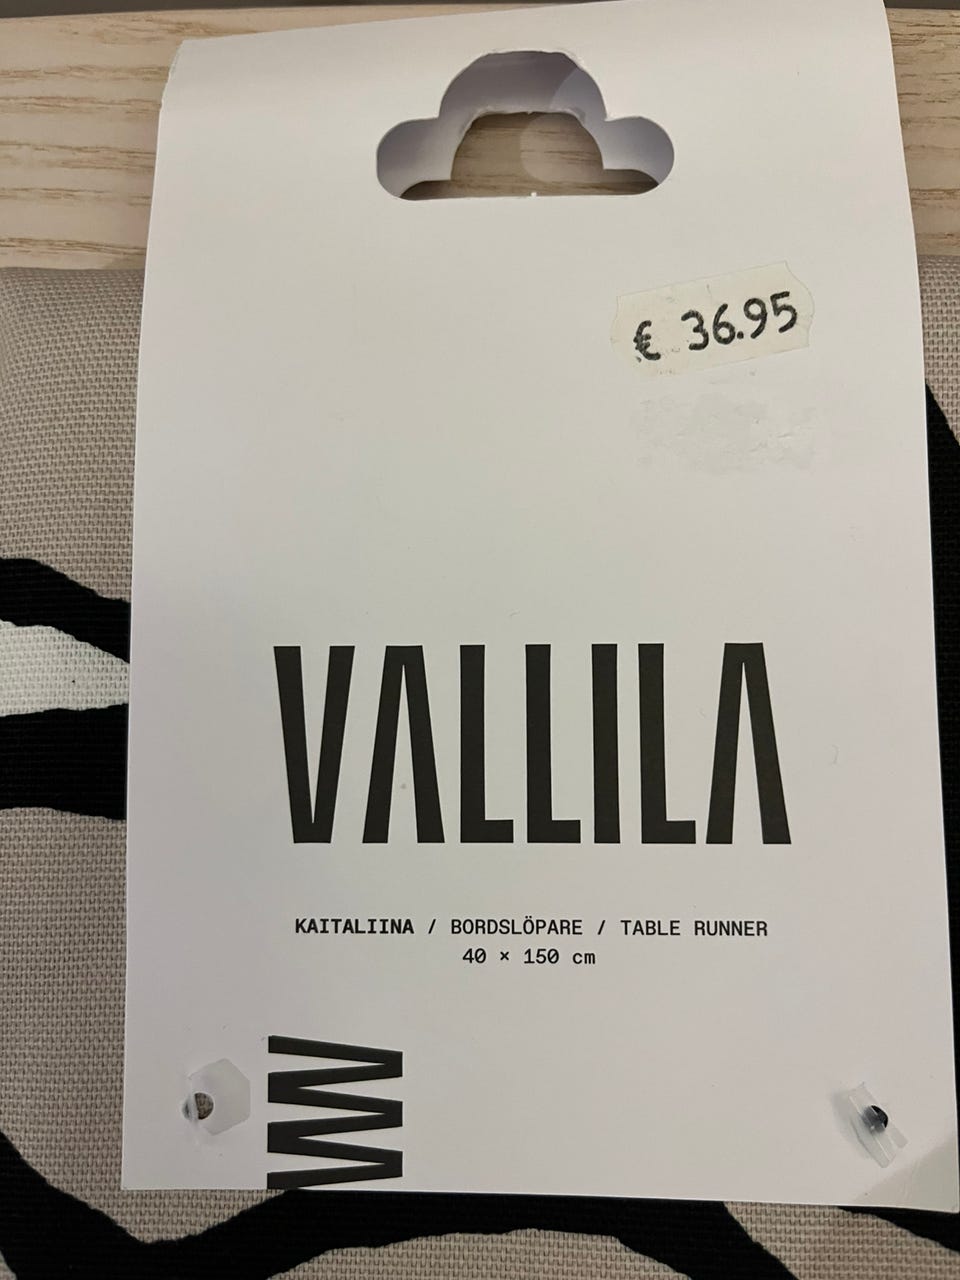 € 36.95
VALLILA
KAITALIINA / BORDSLÖPARE / TABLE RUNNER
40 × 150 cm